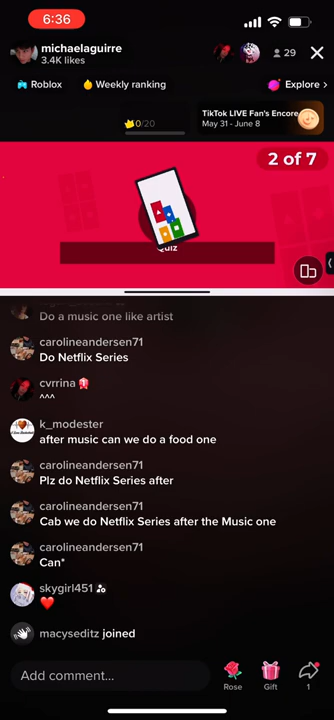 6:36
michaelaguirre
3.4K likes
29
Roblox
Weekly ranking
Explore >
0/20
TikTok LIVE Fan's Encore
May 31 - June 8
2 of 7
Quiz
Do a music one like artist
carolineandersen71
Do Netflix Series
cvrrina
^^^
k_modester
after music can we do a food one
carolineandersen71
Plz do Netflix Series after
carolineandersen71
Cab we do Netflix Series after the Music one
carolineandersen71
Can*
skygirl451
macyseditz joined
Add comment...
Rose
Gift
1